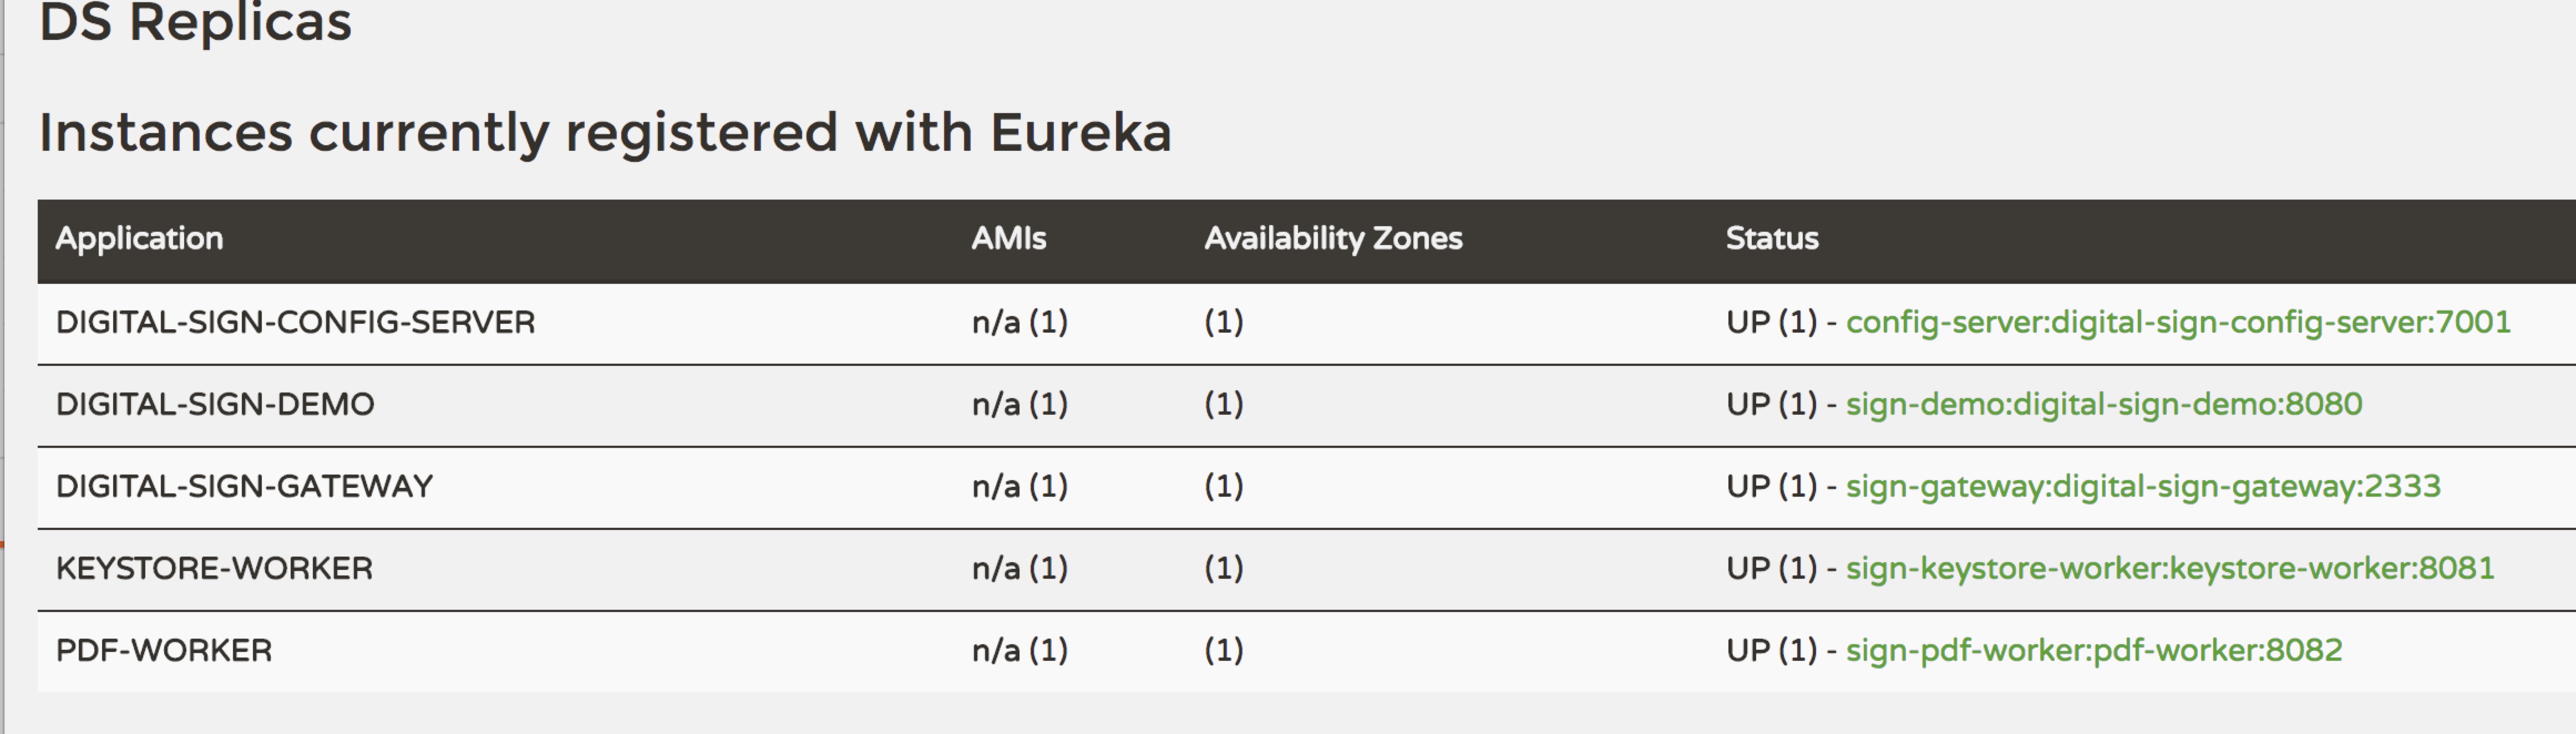 DS Replicas
Instances currently registered with Eureka
Application AMIs Availability Zones Status
DIGITAL-SIGN-CONFIG-SERVER n/a (1) (1) UP (1) - config-server:digital-sign-config-server:7001
DIGITAL-SIGN-DEMO n/a (1) (1) UP (1) - sign-demo:digital-sign-demo:8080
DIGITAL-SIGN-GATEWAY n/a (1) (1) UP (1) - sign-gateway:digital-sign-gateway:2333
KEYSTORE-WORKER n/a (1) (1) UP (1) - sign-keystore-worker:keystore-worker:8081
PDF-WORKER n/a (1) (1) UP (1) - sign-pdf-worker:pdf-worker:8082